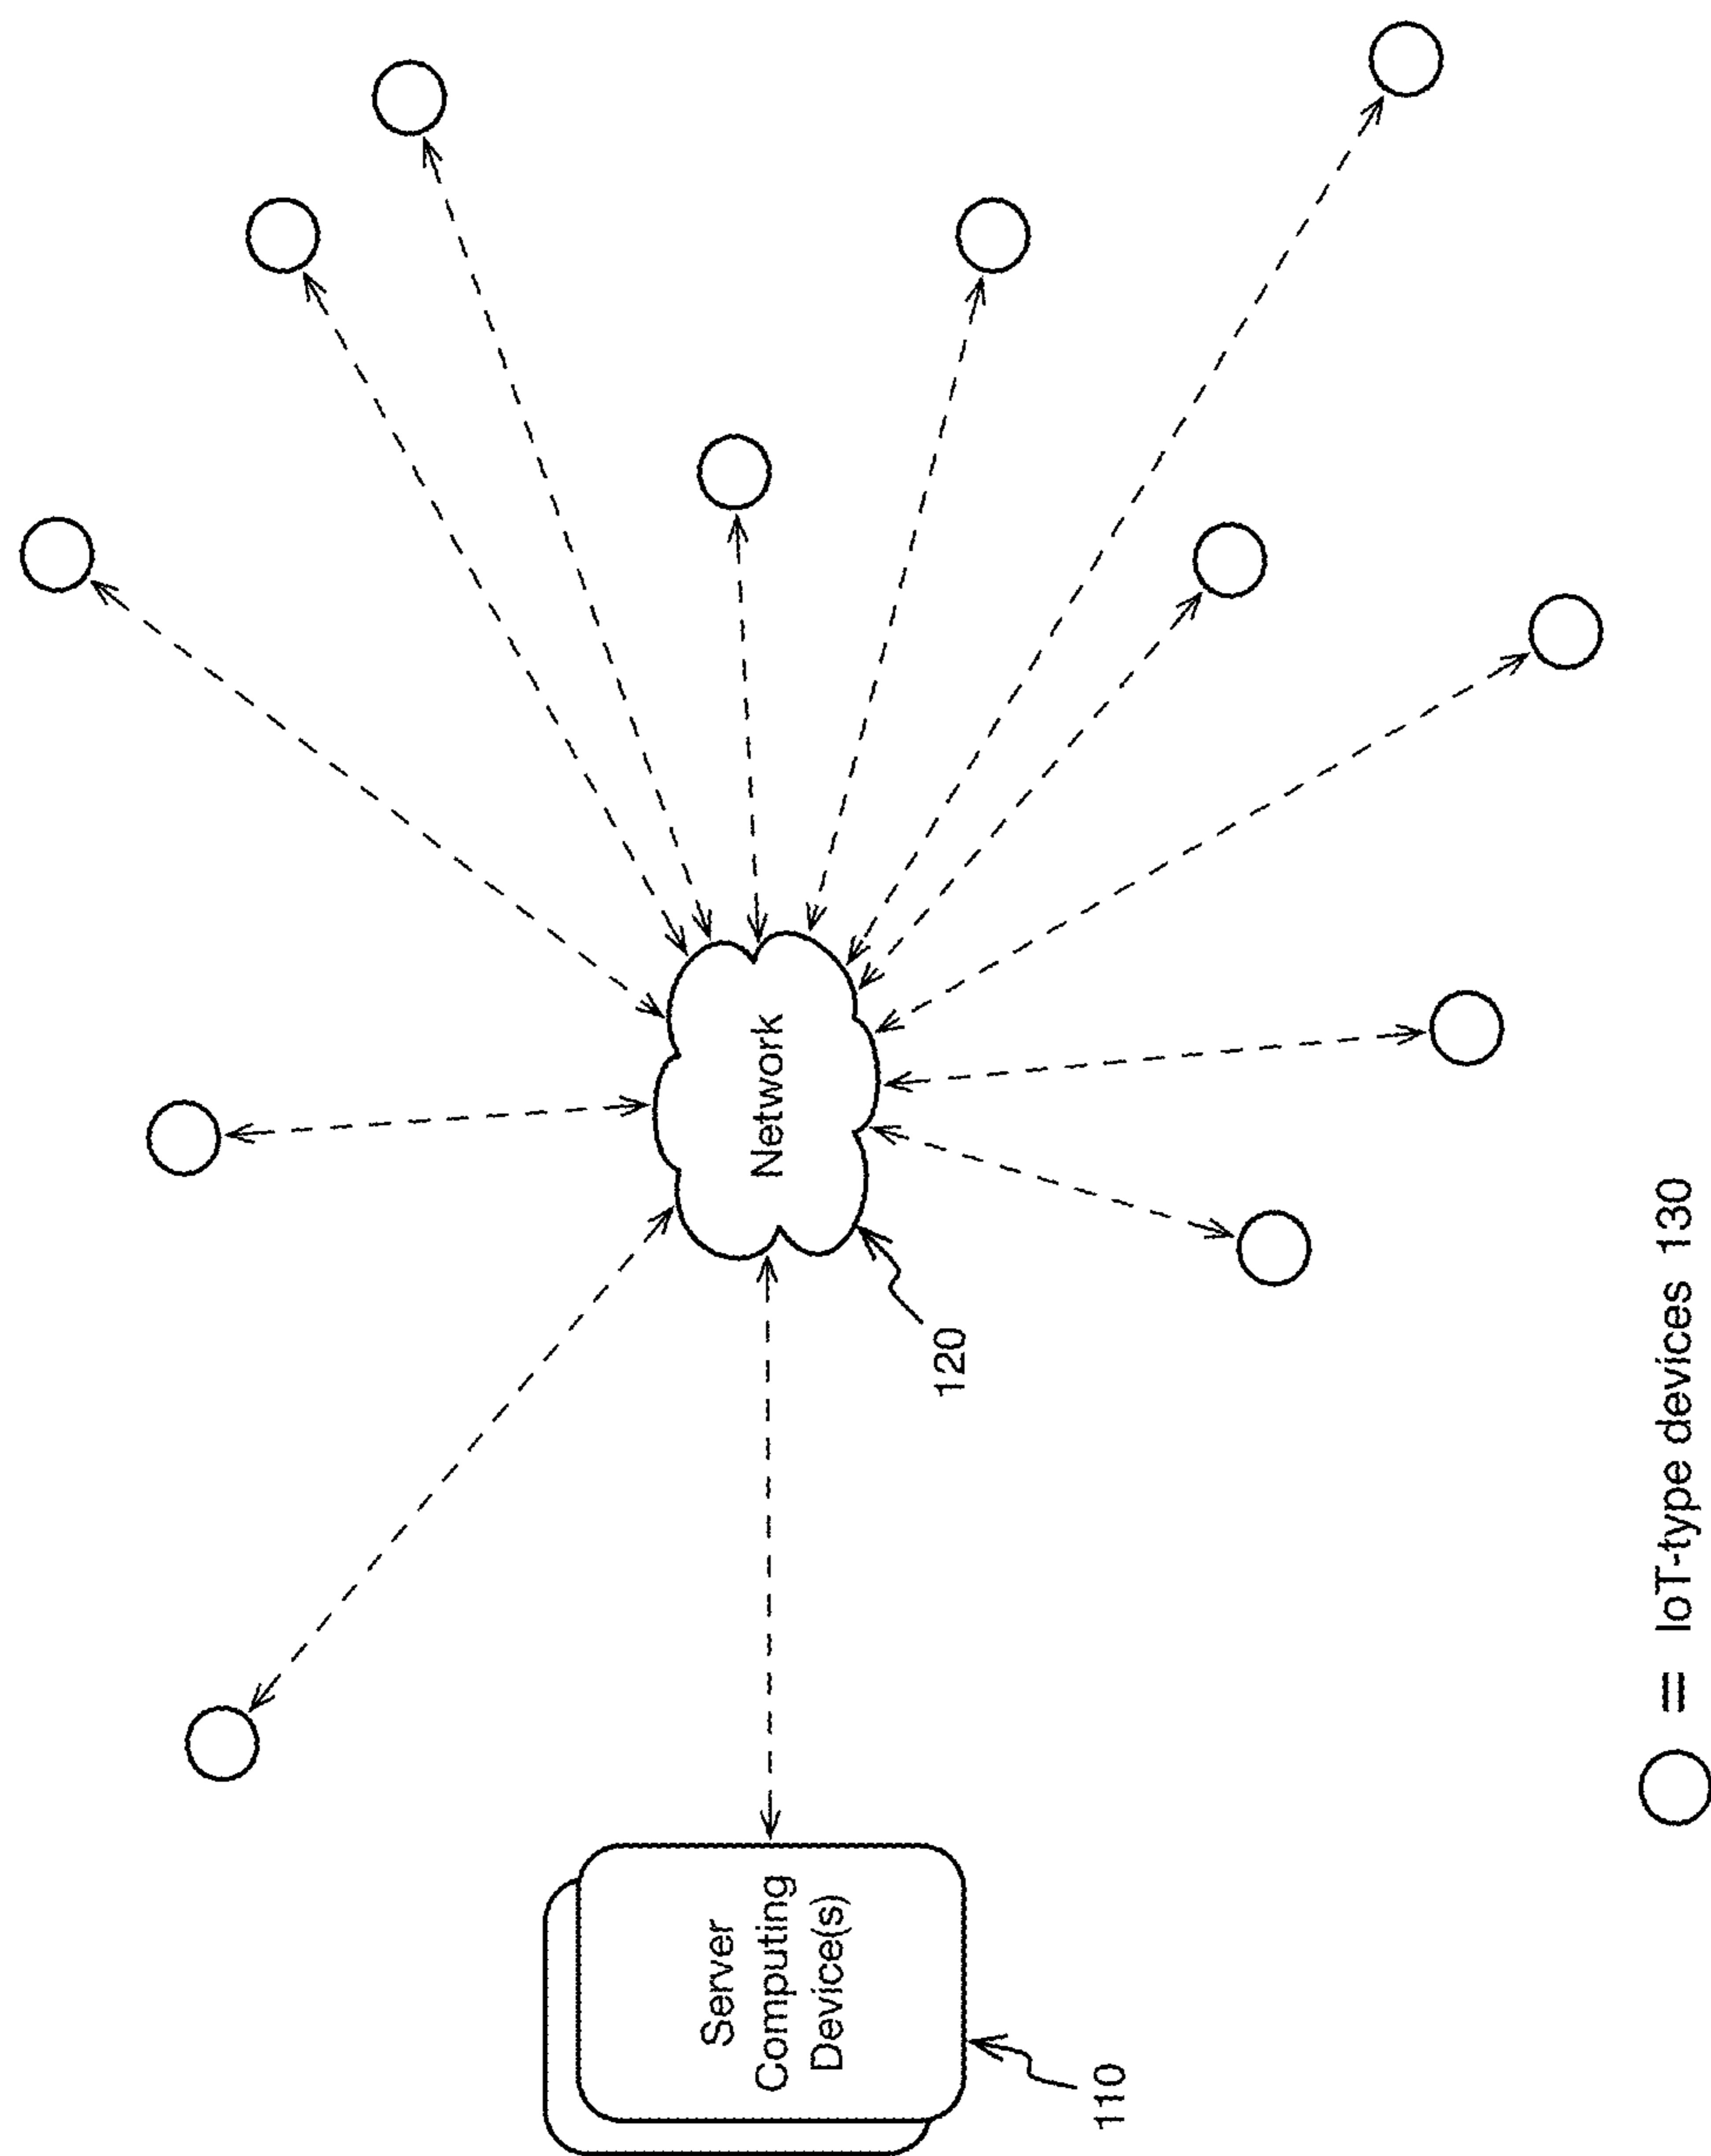 Server
Computing
Device(s)
110
Network
120
= IoT-type devices 130